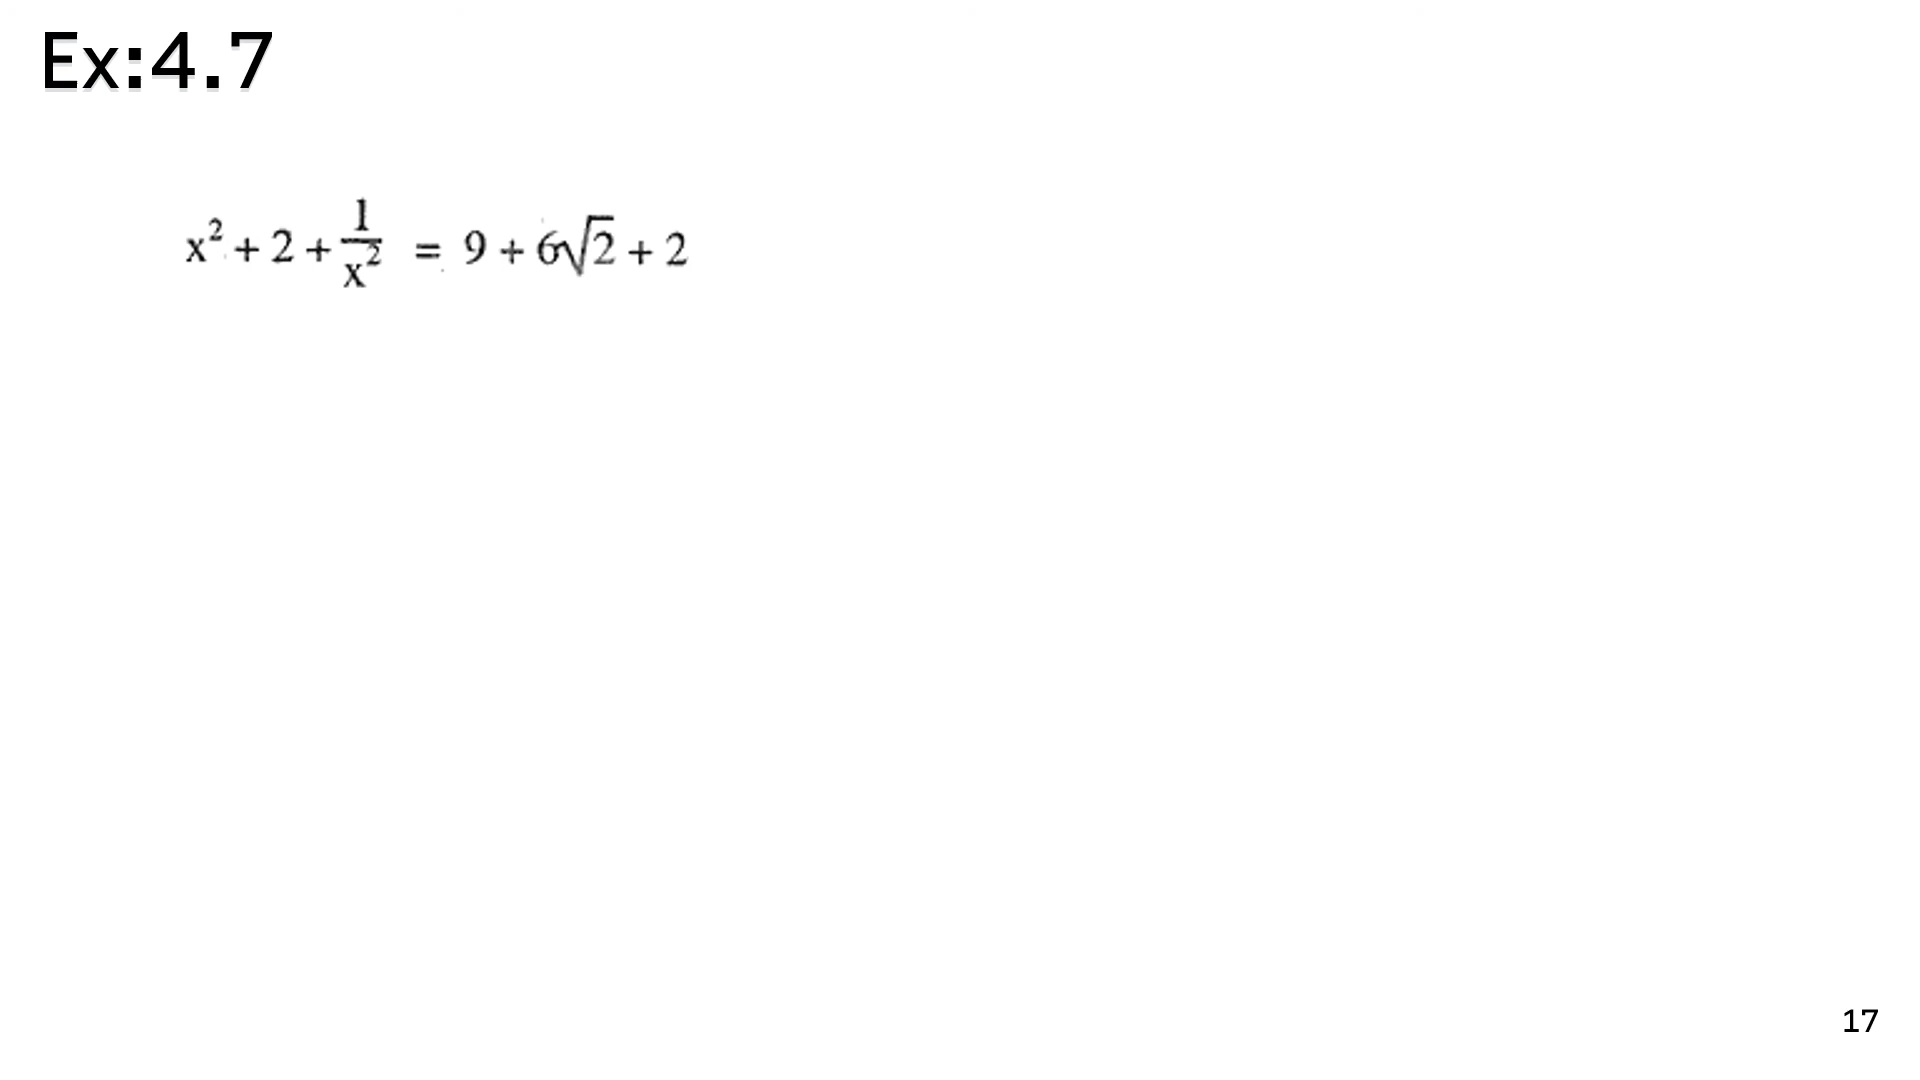 Ex:4.7
x² + 2 + 1/x² = 9 + 6√2 + 2
17